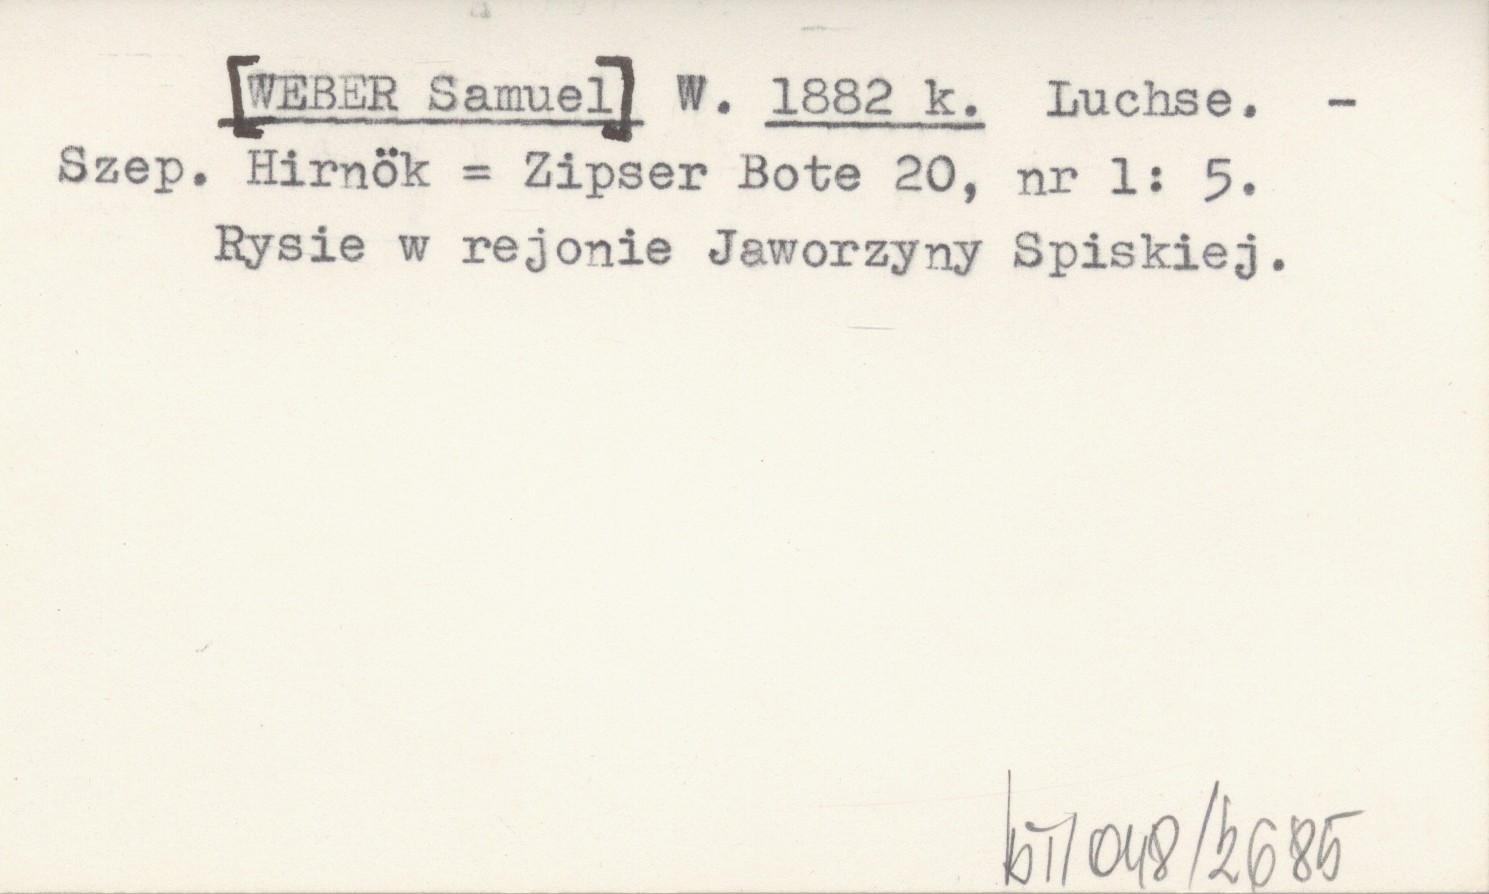 [WEBER Samuel] W. 1882 k. Luchse. -
Szep. Hirnök = Zipser Bote 20, nr 1: 5.
Rysie w rejonie Jaworzyny Spiskiej.
bT/048/2685